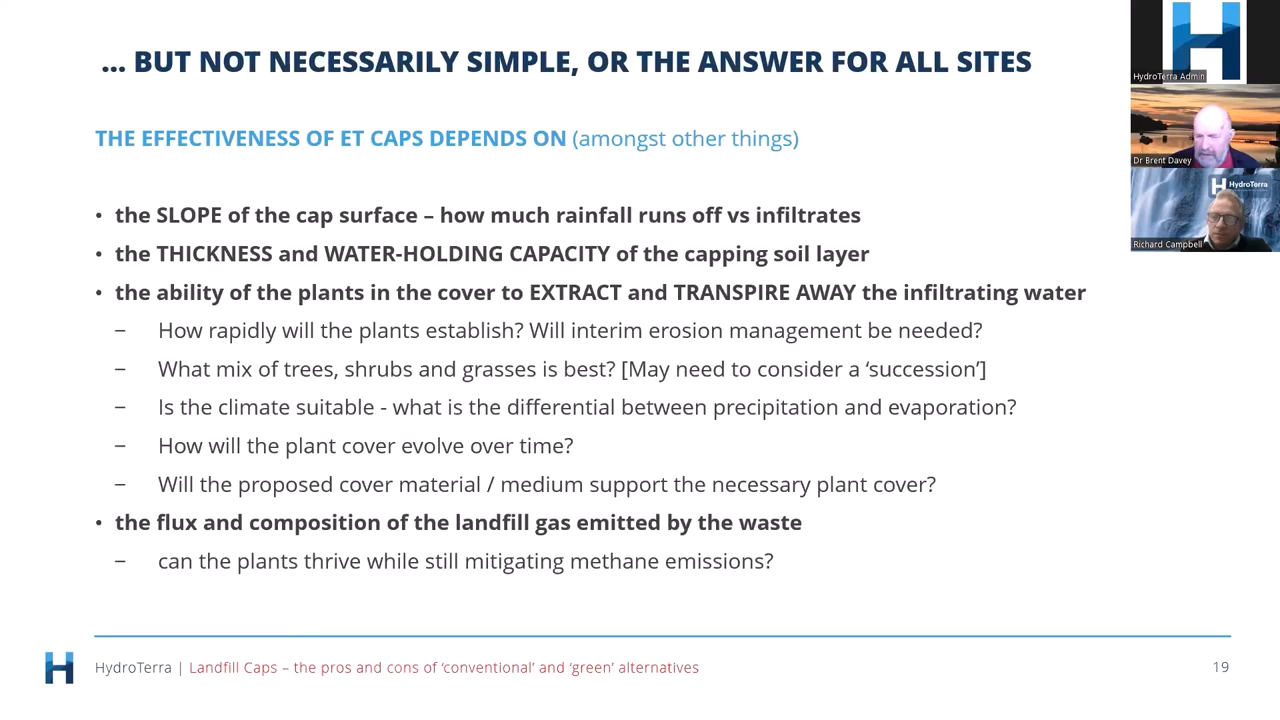 ... BUT NOT NECESSARILY SIMPLE, OR THE ANSWER FOR ALL SITES
THE EFFECTIVENESS OF ET CAPS DEPENDS ON (amongst other things)
• the SLOPE of the cap surface – how much rainfall runs off vs infiltrates
• the THICKNESS and WATER-HOLDING CAPACITY of the capping soil layer
• the ability of the plants in the cover to EXTRACT and TRANSPIRE AWAY the infiltrating water
– How rapidly will the plants establish? Will interim erosion management be needed?
– What mix of trees, shrubs and grasses is best? [May need to consider a ‘succession’]
– Is the climate suitable - what is the differential between precipitation and evaporation?
– How will the plant cover evolve over time?
– Will the proposed cover material / medium support the necessary plant cover?
• the flux and composition of the landfill gas emitted by the waste
– can the plants thrive while still mitigating methane emissions?
HydroTerra | Landfill Caps – the pros and cons of ‘conventional’ and ‘green’ alternatives
19
HydroTerra Admin
Dr Brent Davey
HydroTerra
Richard Campbell